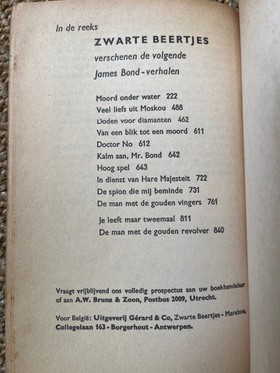 In de reeks
ZWARTE BEERTJES
verschenen de volgende
James Bond-verhalen
Moord onder water 222
Veel liefs uit Moskou 488
Doden voor diamanten 462
Van een blik tot een moord 611
Doctor No 612
Kalm aan, Mr. Bond 642
Hoog spel 643
In dienst van Hare Majesteit 722
De spion die mij beminde 731
De man met de gouden vingers 761
Je leeft maar tweemaal 811
De man met de gouden revolver 840
Vraagt vrijblijvend ons volledig prospectus aan uw boekhandelaar
of aan A.W. Bruna & Zoon, Postbus 2009, Utrecht.
Voor België: Uitgeverij Gérard & Co, Zwarte Beertjes - Marabout,
Collegelaan 163 - Borgerhout - Antwerpen.